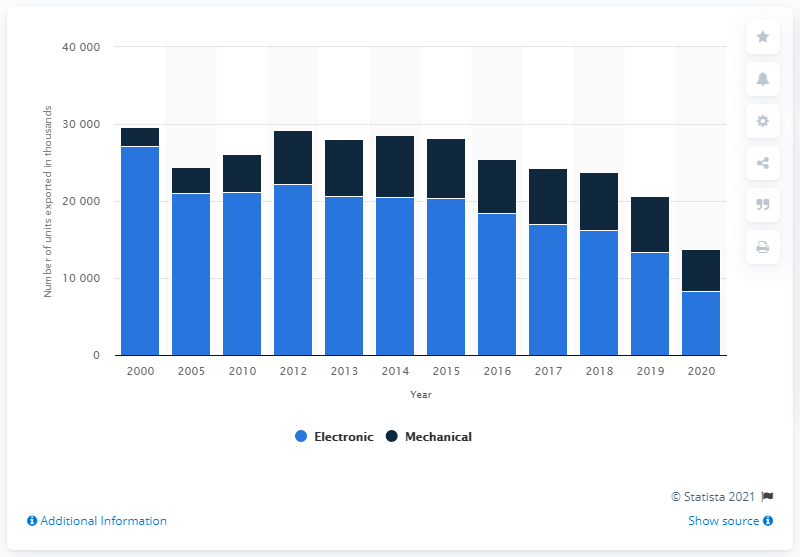 40 000
30 000
20 000
10 000
0
Number of units exported in thousands
2000 2005 2010 2012 2013 2014 2015 2016 2017 2018 2019 2020
Year
Electronic Mechanical
© Statista 2021
Additional Information Show source